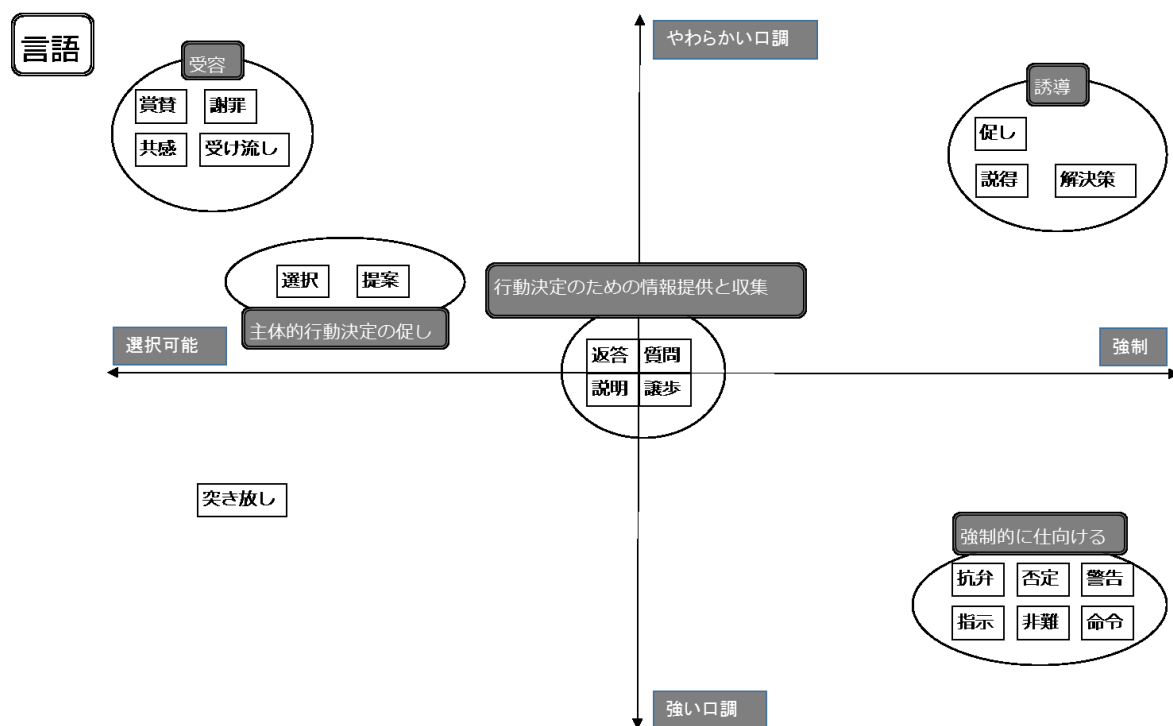 言語
やわらかい口調
受容
賞賛
謝罪
共感
受け流し
誘導
促し
説得
解決策
選択
提案
主体的行動決定の促し
行動決定のための情報提供と収集
選択可能
強制
返答
質問
説明
譲歩
突き放し
強制的に仕向ける
抗弁
否定
警告
指示
非難
命令
強い口調